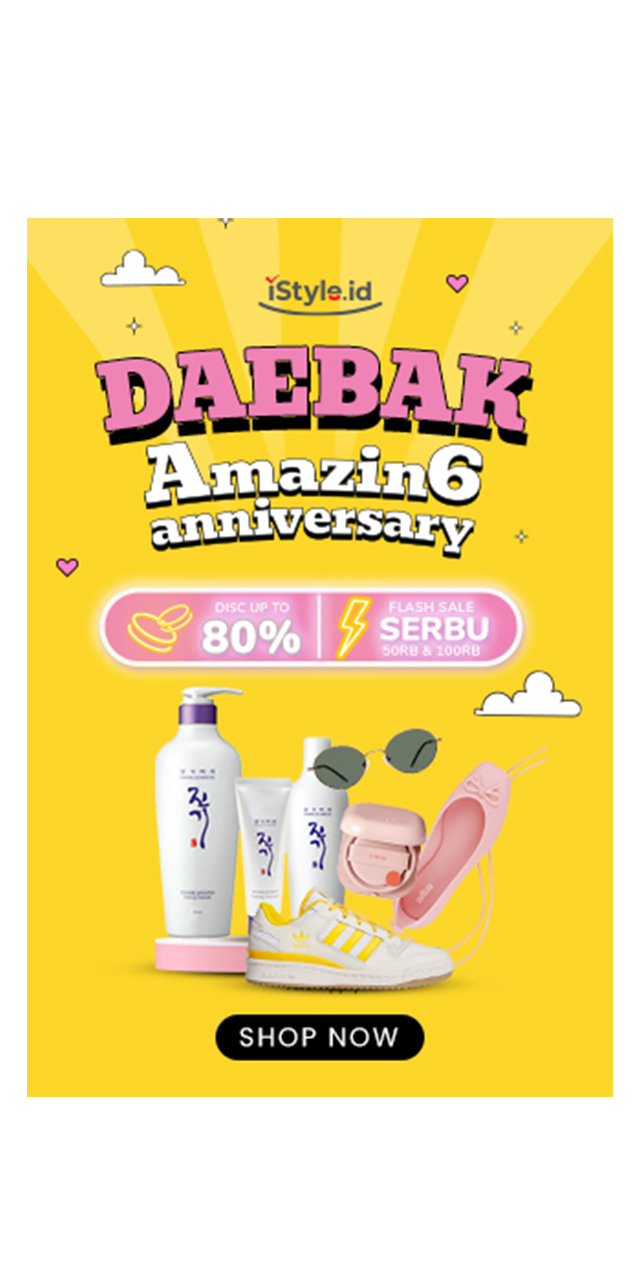 iStyle.id
DAEBAK
Amazin6
anniversary
DISC UP TO
80%
FLASH SALE
SERBU
50RB & 100RB
SHOP NOW